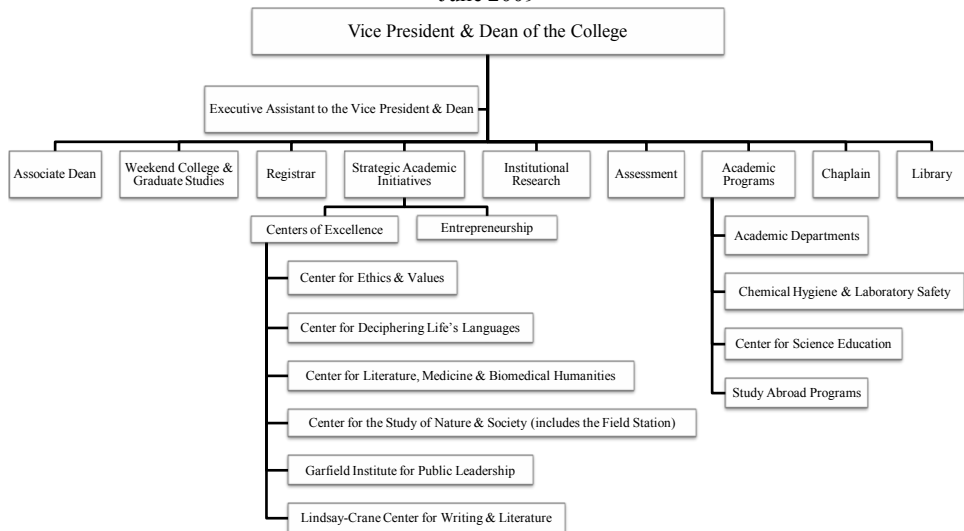 June 2009
Vice President & Dean of the College
Executive Assistant to the Vice President & Dean
Associate Dean
Weekend College &
Graduate Studies
Registrar
Strategic Academic
Initiatives
Institutional
Research
Assessment
Academic
Programs
Chaplain
Library
Centers of Excellence
Entrepreneurship
Center for Ethics & Values
Center for Deciphering Life's Languages
Center for Literature, Medicine & Biomedical Humanities
Center for the Study of Nature & Society (includes the Field Station)
Garfield Institute for Public Leadership
Lindsay-Crane Center for Writing & Literature
Academic Departments
Chemical Hygiene & Laboratory Safety
Center for Science Education
Study Abroad Programs